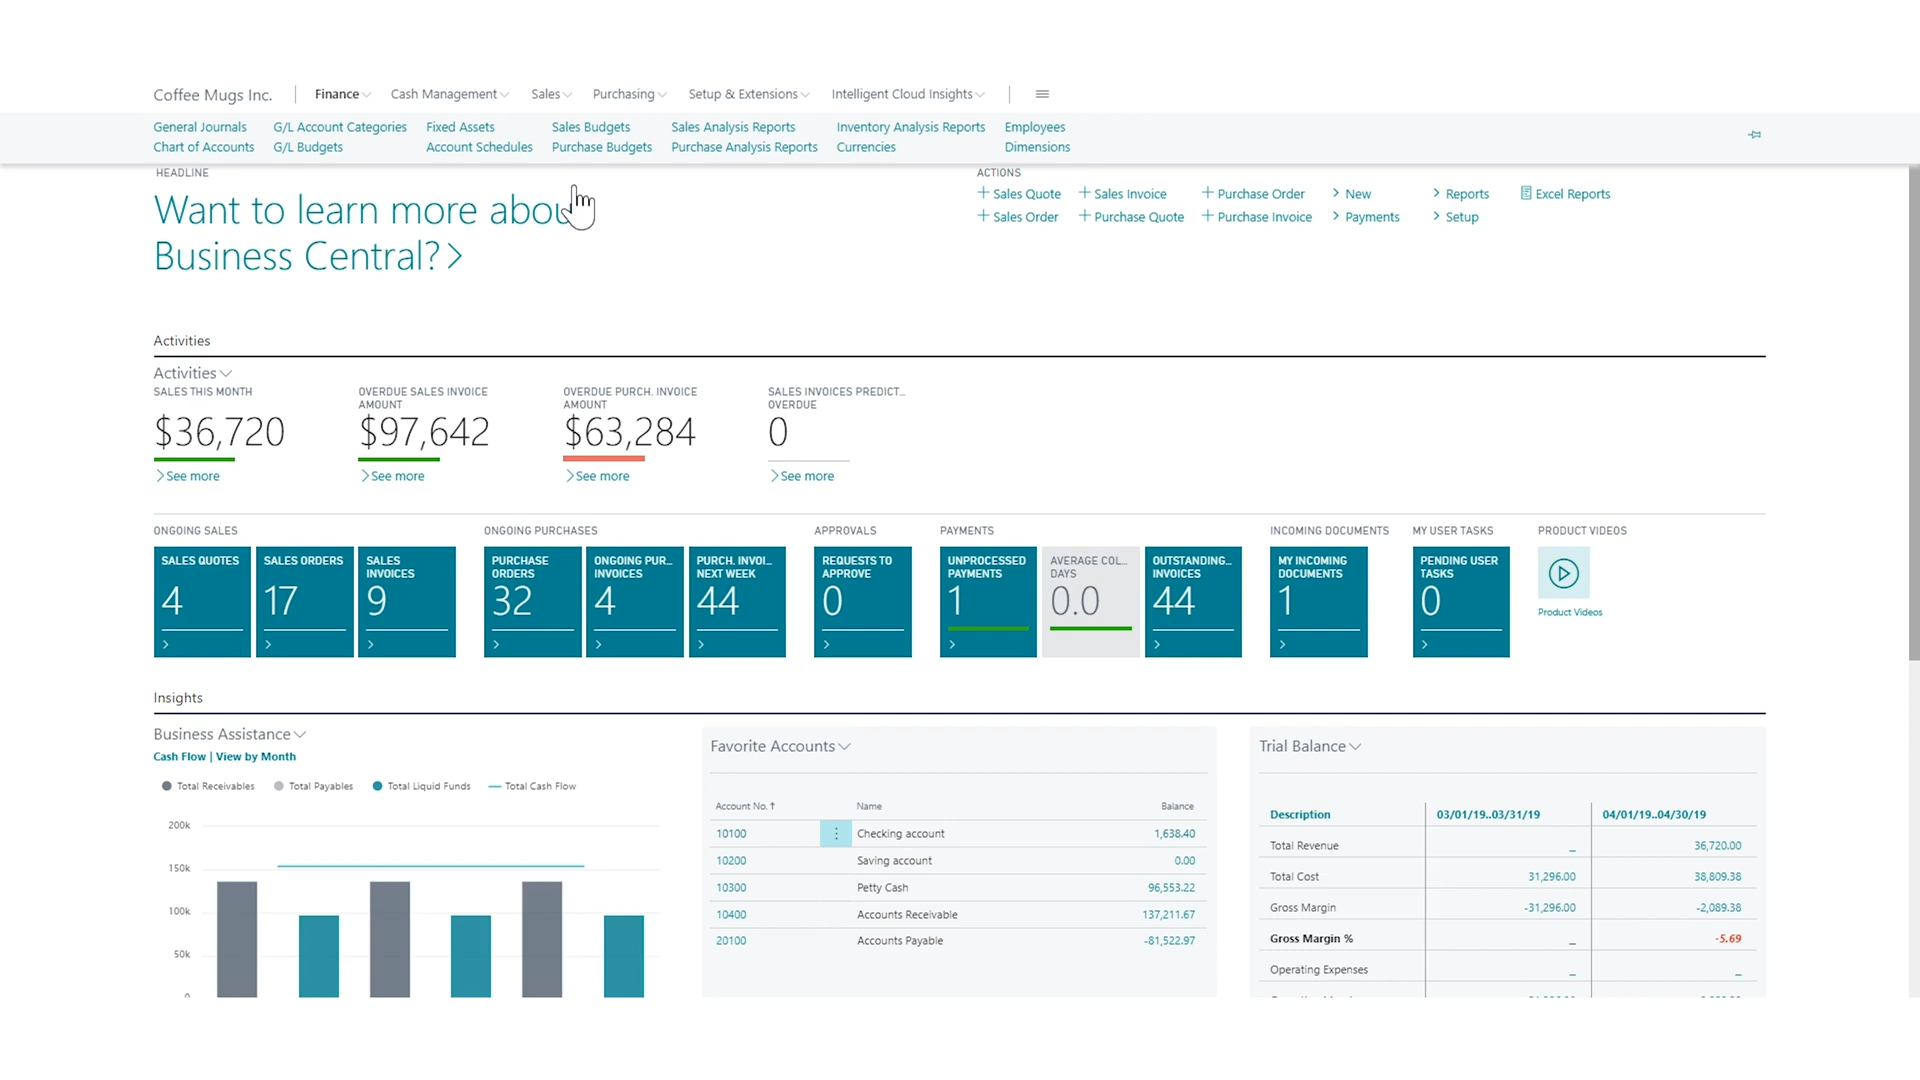 Coffee Mugs Inc. Finance Cash Management Sales Purchasing Setup & Extensions Intelligent Cloud Insights
General Journals G/L Account Categories Fixed Assets Sales Budgets Sales Analysis Reports Inventory Analysis Reports Employees
Chart of Accounts G/L Budgets Account Schedules Purchase Budgets Purchase Analysis Reports Currencies Dimensions
HEADLINE
Want to learn more about
Business Central?
ACTIONS
Sales Quote Sales Invoice Purchase Order New Reports Excel Reports
Sales Order Purchase Quote Purchase Invoice Payments Setup
Activities
Activities
SALES THIS MONTH
$36,720
See more
OVERDUE SALES INVOICE
AMOUNT
$97,642
See more
OVERDUE PURCH. INVOICE
AMOUNT
$63,284
See more
SALES INVOICES PREDICT...
OVERDUE
0
See more
ONGOING SALES
SALES QUOTES
4
SALES ORDERS
17
SALES
INVOICES
9
ONGOING PURCHASES
PURCHASE
ORDERS
32
ONGOING PUR...
INVOICES
4
PURCH. INVOI...
NEXT WEEK
44
APPROVALS
REQUESTS TO
APPROVE
0
PAYMENTS
UNPROCESSED
PAYMENTS
1
AVERAGE COL...
DAYS
0.0
OUTSTANDING...
INVOICES
44
INCOMING DOCUMENTS
MY INCOMING
DOCUMENTS
1
MY USER TASKS
PENDING USER
TASKS
0
PRODUCT VIDEOS
Product Videos
Insights
Business Assistance
Cash Flow | View by Month
Total Receivables Total Payables Total Liquid Funds Total Cash Flow
200k
150k
100k
50k
0
Favorite Accounts
Account No. ↑ Name Balance
10100 Checking account 1,638.40
10200 Saving account 0.00
10300 Petty Cash 96,553.22
10400 Accounts Receivable 137,211.67
20100 Accounts Payable -81,522.97
Trial Balance
Description 03/01/19..03/31/19 04/01/19..04/30/19
Total Revenue _ 36,720.00
Total Cost 31,296.00 38,809.38
Gross Margin -31,296.00 -2,089.38
Gross Margin % _ -5.69
Operating Expenses _ _